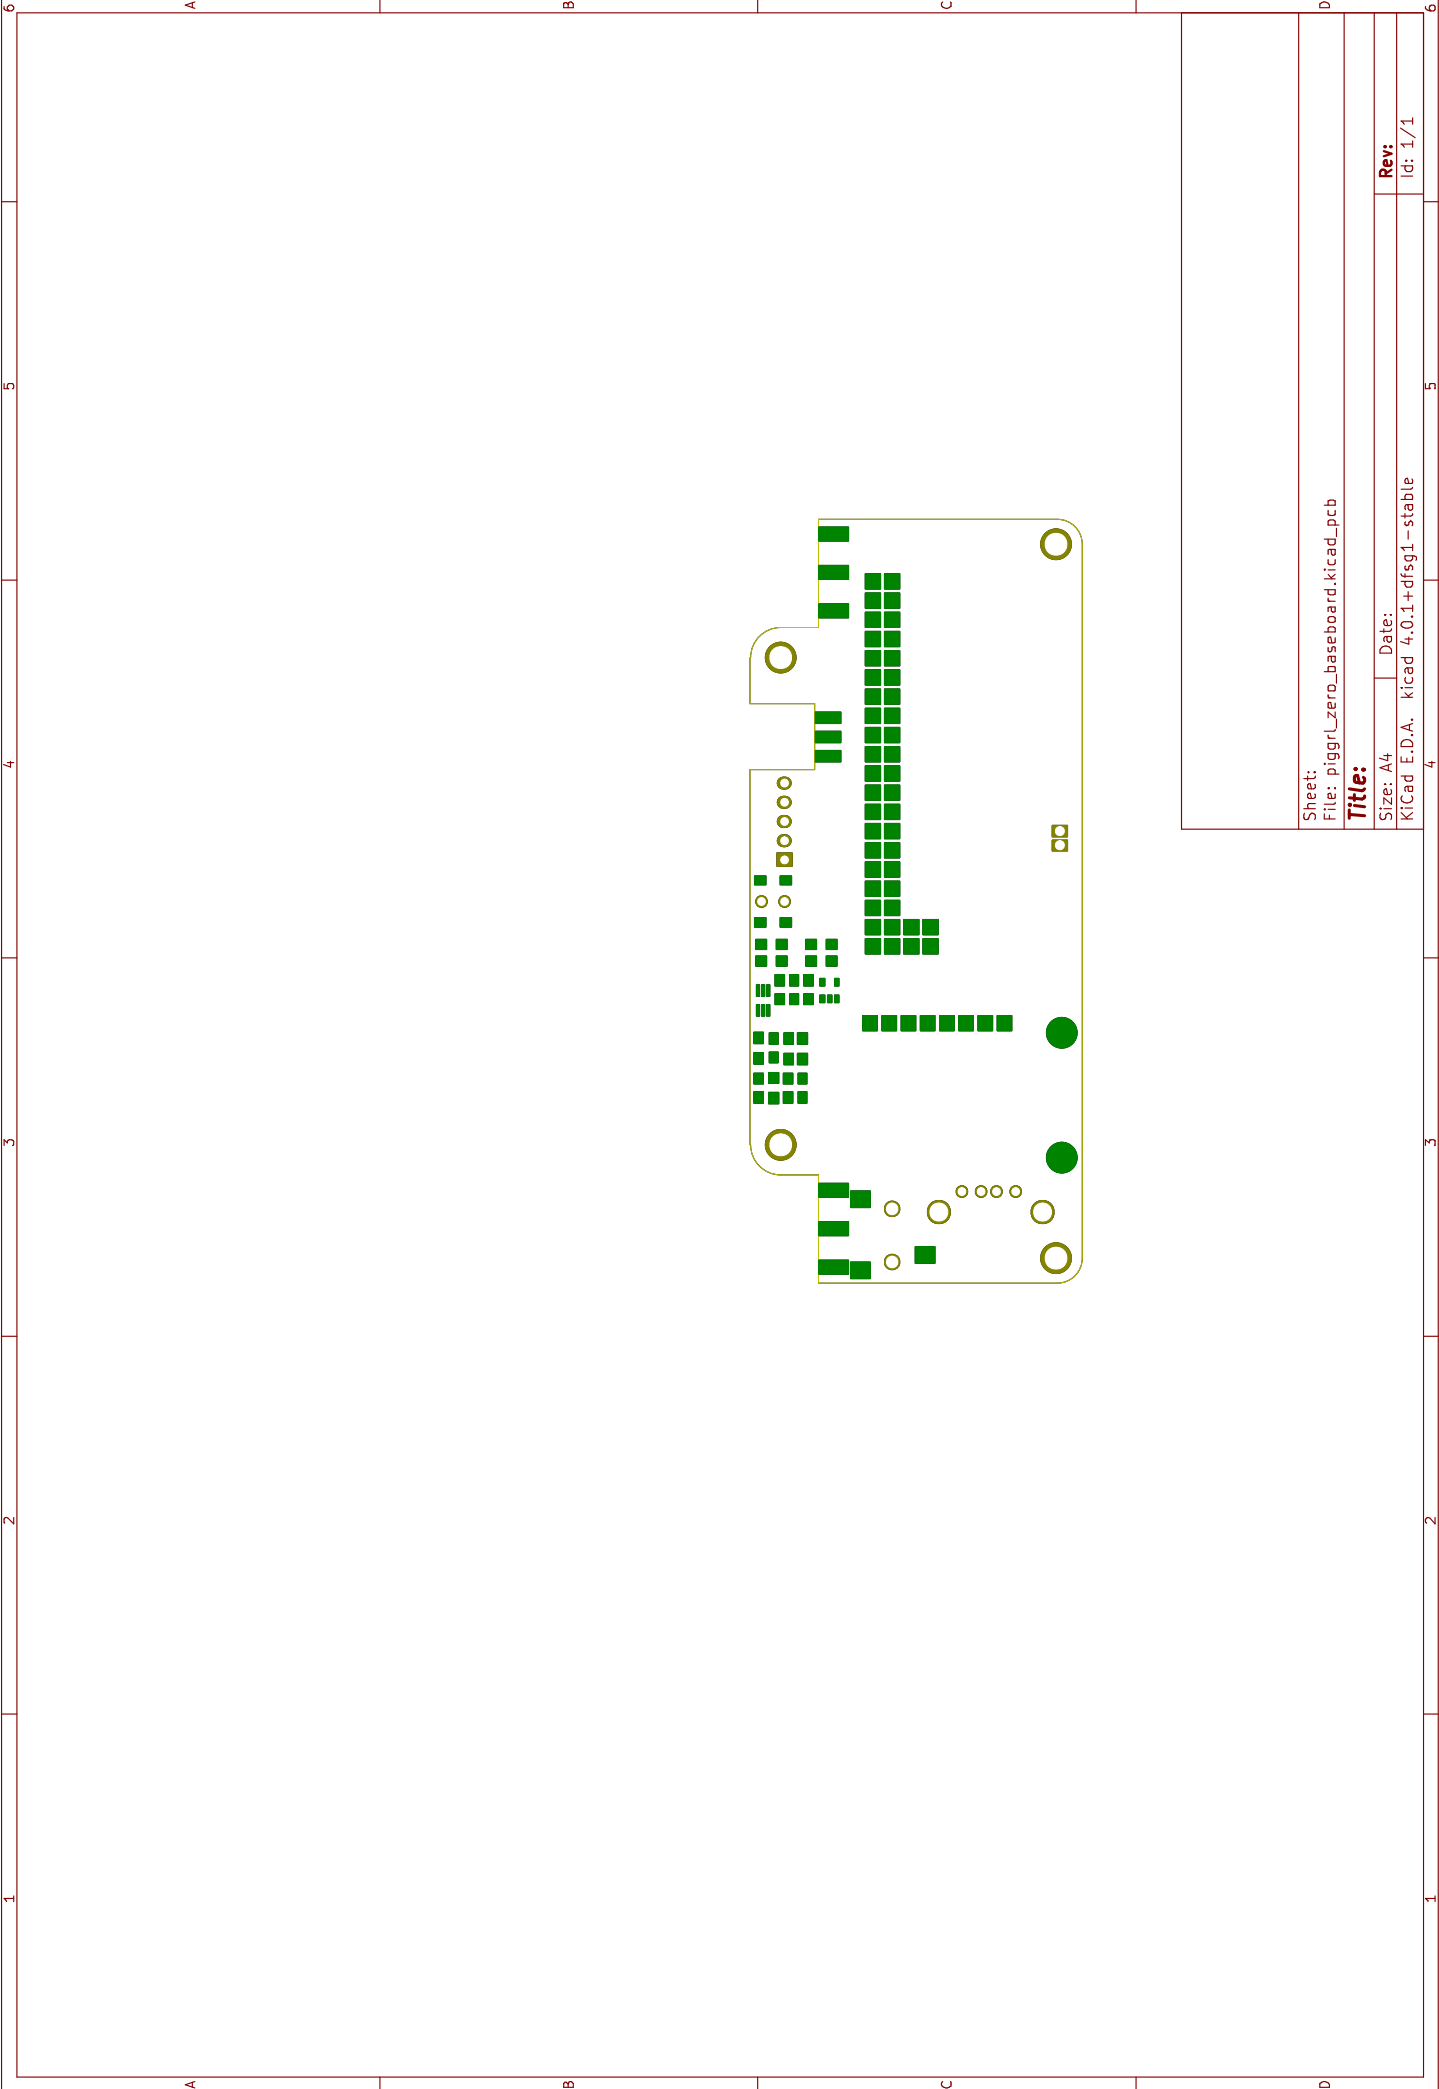 6
A
B
C
D
6
5
5
4
4
3
3
2
2
1
1
A
B
C
D
Sheet:
File: piggrl_zero_baseboard.kicad_pcb
Title:
Size: A4 Date: Rev:
KiCad E.D.A. kicad 4.0.1+dfsg1-stable Id: 1/1